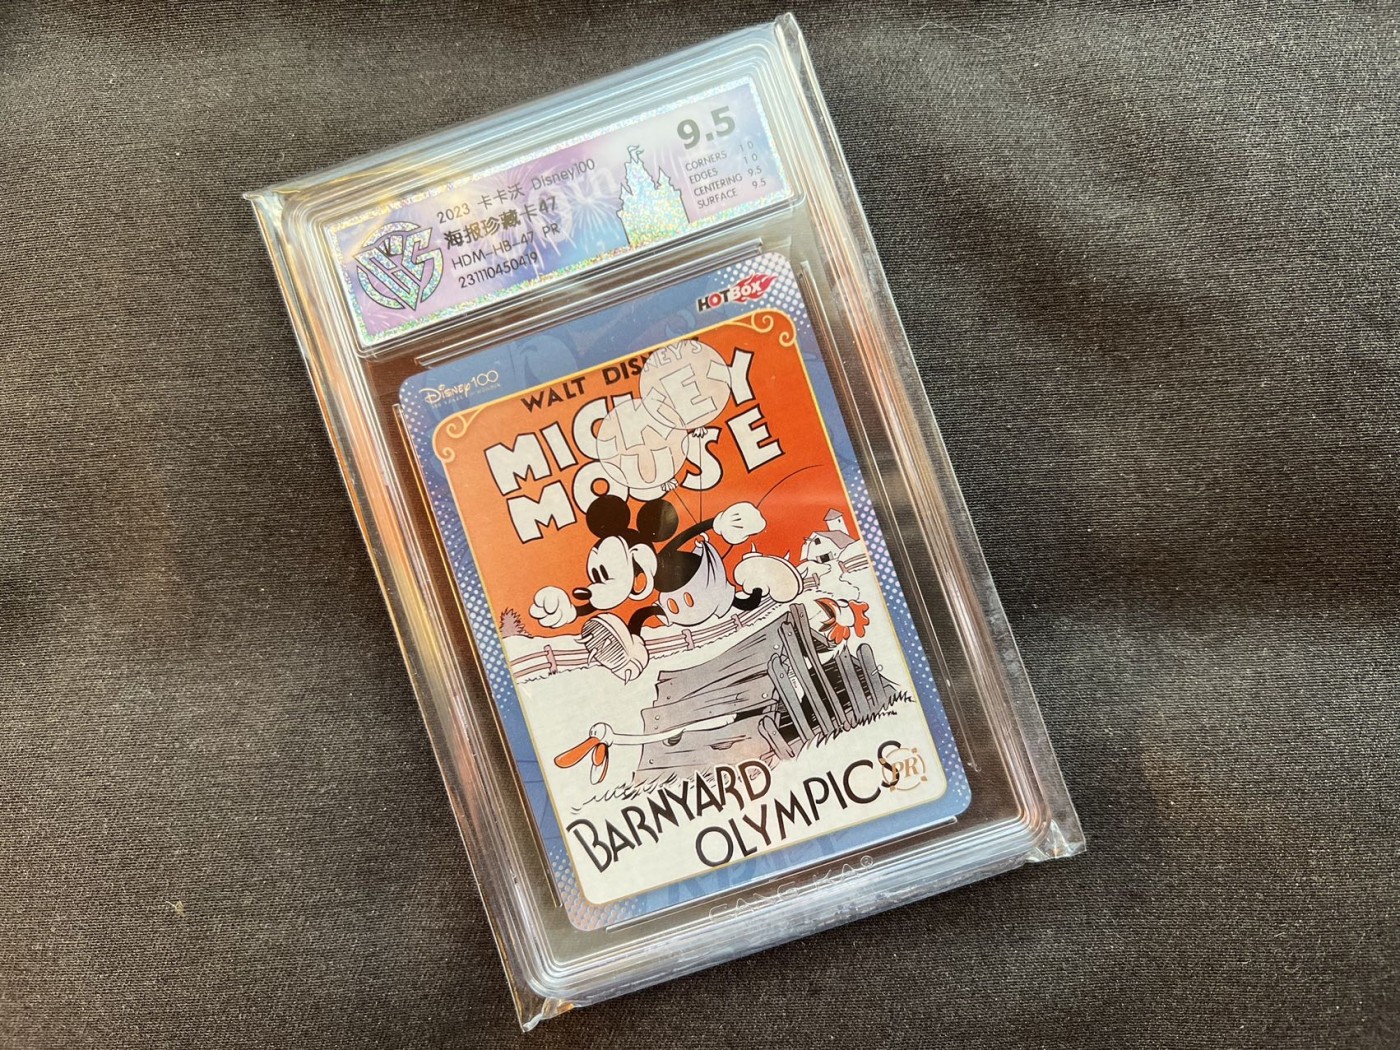 2023 卡卡沃 Disney100
海报珍藏卡47
HDM-HB-47 PR
231110450419
9.5
CORNERS 10
EDGES 10
CENTERING 9.5
SURFACE 9.5
HOTBOX
Disney100
WALT DISNEY'S
MICKEY
MOUSE
BARNYARD
OLYMPICS
PR